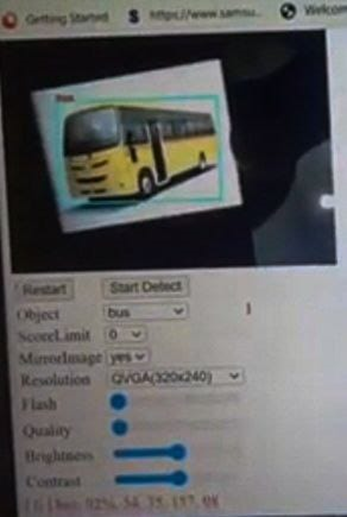 Getting Started $ https://www.samsu... Welcom
Bus
Restart Start Detect
Object bus 1
ScoreLimit 0
MirrorImage yes
Resolution QVGA(320x240)
Flash
Quality
Brightness
Contrast